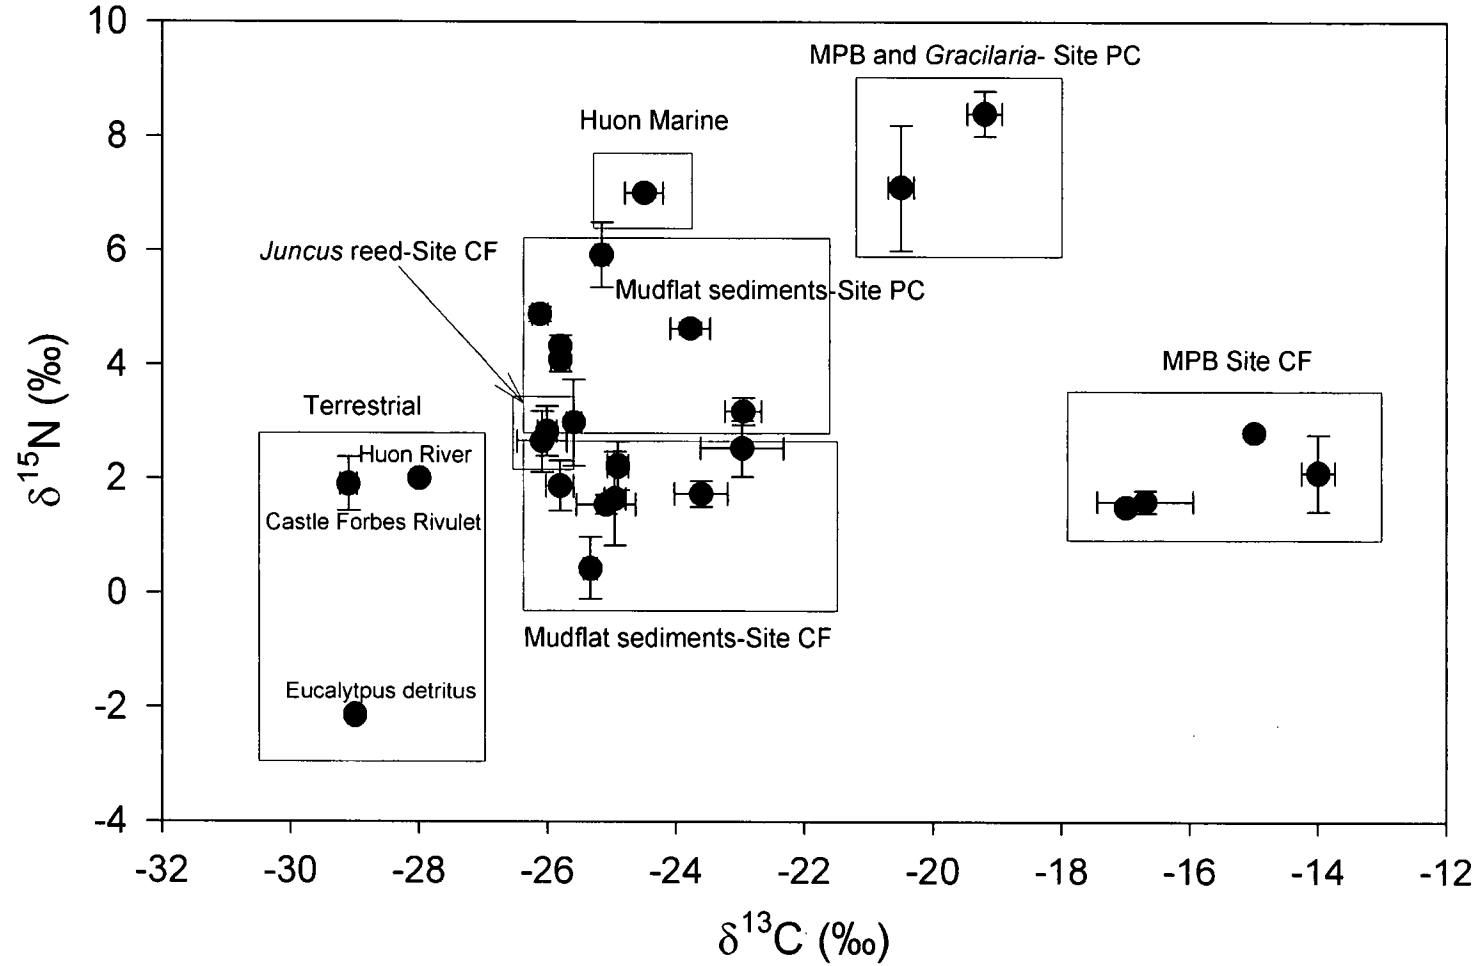 10
MPB and Gracilaria- Site PC
Huon Marine
8
Juncus reed-Site CF
6
Mudflat sediments-Site PC
4
MPB Site CF
Terrestrial
Huon River
2
Castle Forbes Rivulet
0
Mudflat sediments-Site CF
Eucalytpus detritus
-2
-4
-32 -30 -28 -26 -24 -22 -20 -18 -16 -14 -12
δ15N (‰)
δ13C (‰)